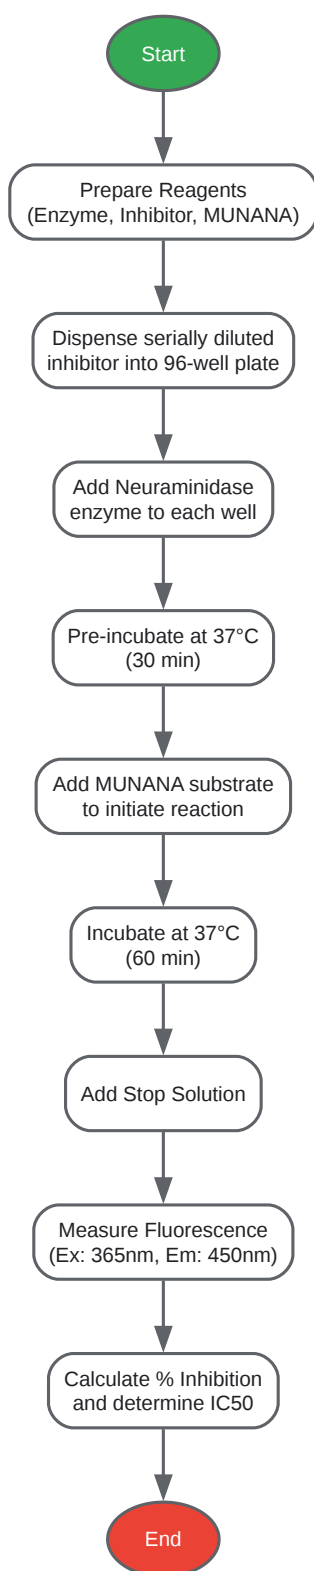 Start
Prepare Reagents
(Enzyme, Inhibitor, MUNANA)
Dispense serially diluted
inhibitor into 96-well plate
Add Neuraminidase
enzyme to each well
Pre-incubate at 37°C
(30 min)
Add MUNANA substrate
to initiate reaction
Incubate at 37°C
(60 min)
Add Stop Solution
Measure Fluorescence
(Ex: 365nm, Em: 450nm)
Calculate % Inhibition
and determine IC50
End